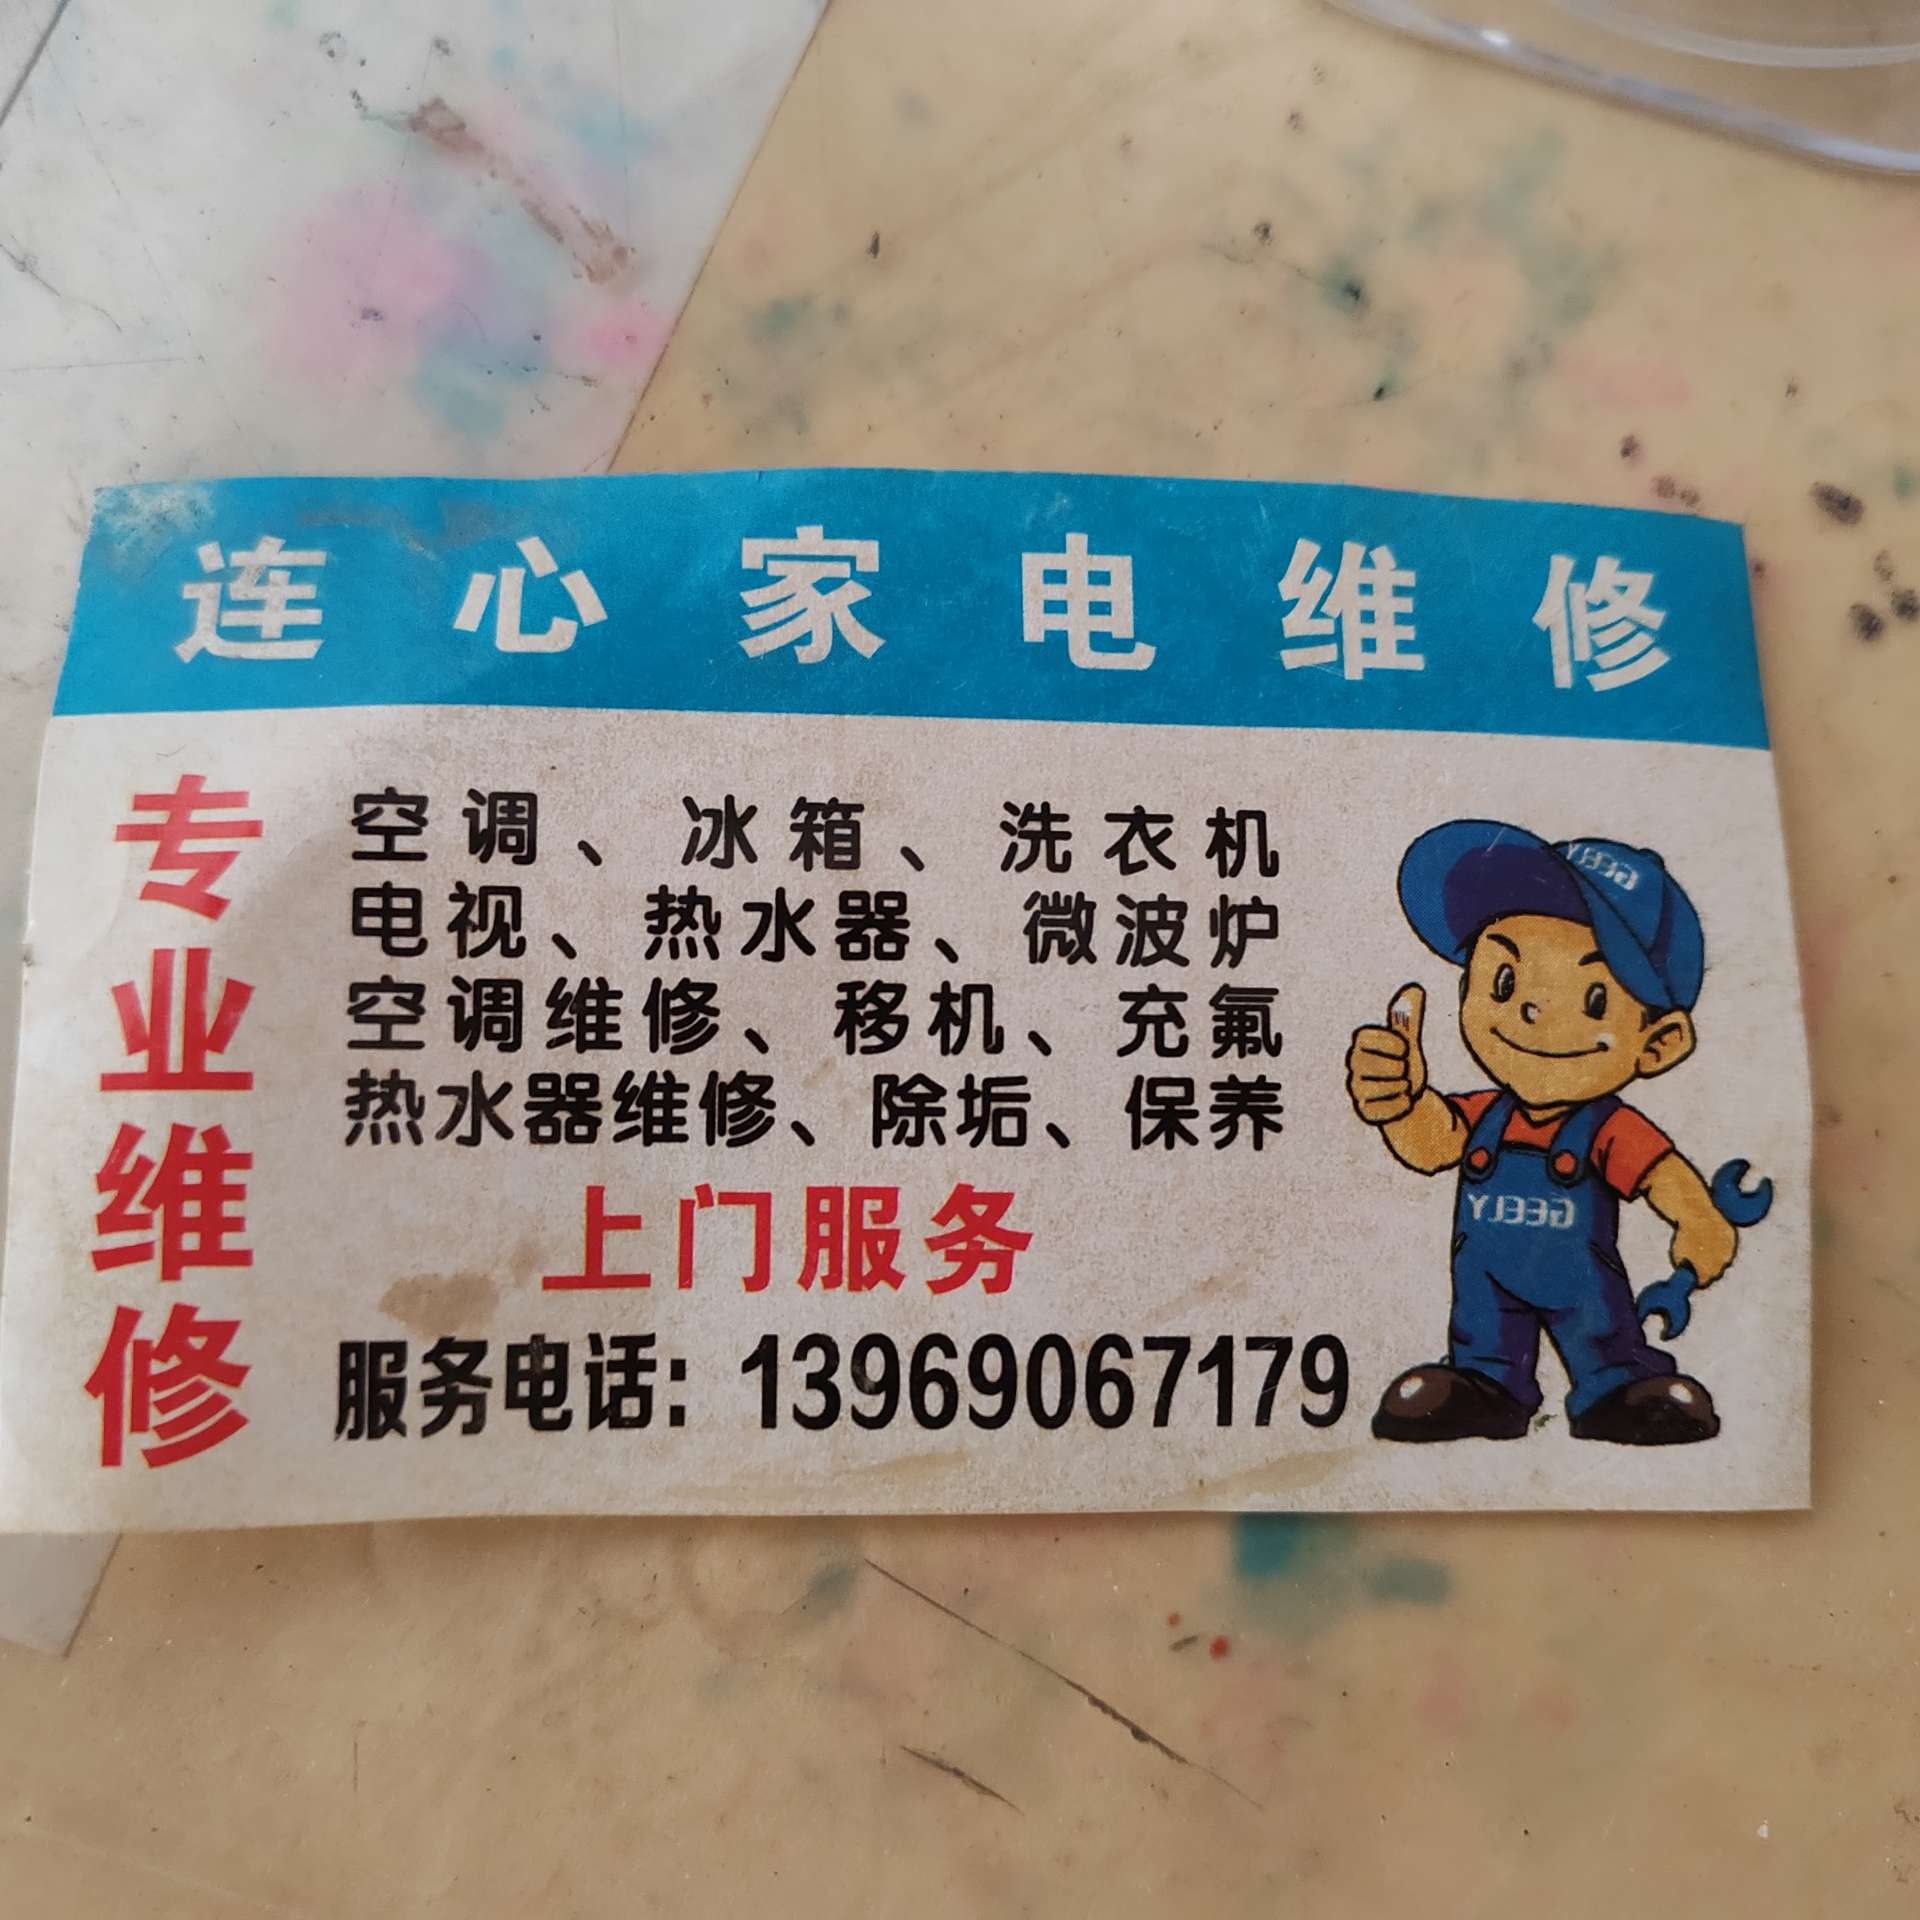 连心家电维修
专业维修
空调、冰箱、洗衣机
电视、热水器、微波炉
空调维修、移机、充氟
热水器维修、除垢、保养
上门服务
服务电话：13969067179
GEELY
GEELY